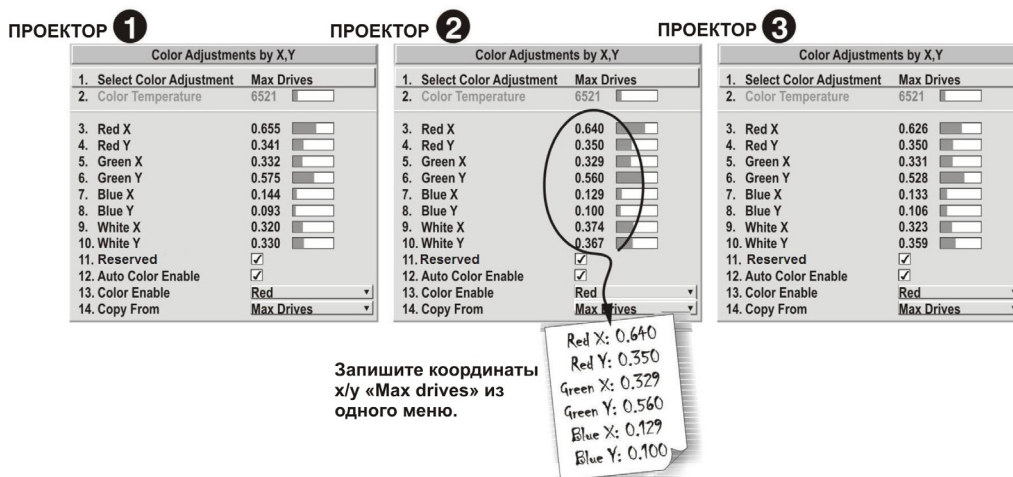 ПРОЕКТОР 1
Color Adjustments by X,Y
1. Select Color Adjustment Max Drives
2. Color Temperature 6521
3. Red X 0.655
4. Red Y 0.341
5. Green X 0.332
6. Green Y 0.575
7. Blue X 0.144
8. Blue Y 0.093
9. White X 0.320
10. White Y 0.330
11. Reserved
12. Auto Color Enable
13. Color Enable Red
14. Copy From Max Drives
ПРОЕКТОР 2
Color Adjustments by X,Y
1. Select Color Adjustment Max Drives
2. Color Temperature 6521
3. Red X 0.640
4. Red Y 0.350
5. Green X 0.329
6. Green Y 0.560
7. Blue X 0.129
8. Blue Y 0.100
9. White X 0.374
10. White Y 0.367
11. Reserved
12. Auto Color Enable
13. Color Enable Red
14. Copy From Max Drives
ПРОЕКТОР 3
Color Adjustments by X,Y
1. Select Color Adjustment Max Drives
2. Color Temperature 6521
3. Red X 0.626
4. Red Y 0.350
5. Green X 0.331
6. Green Y 0.528
7. Blue X 0.133
8. Blue Y 0.106
9. White X 0.323
10. White Y 0.359
11. Reserved
12. Auto Color Enable
13. Color Enable Red
14. Copy From Max Drives
Запишите координаты
x/y «Max drives» из
одного меню.
Red X: 0.640
Red Y: 0.350
Green X: 0.329
Green Y: 0.560
Blue X: 0.129
Blue Y: 0.100